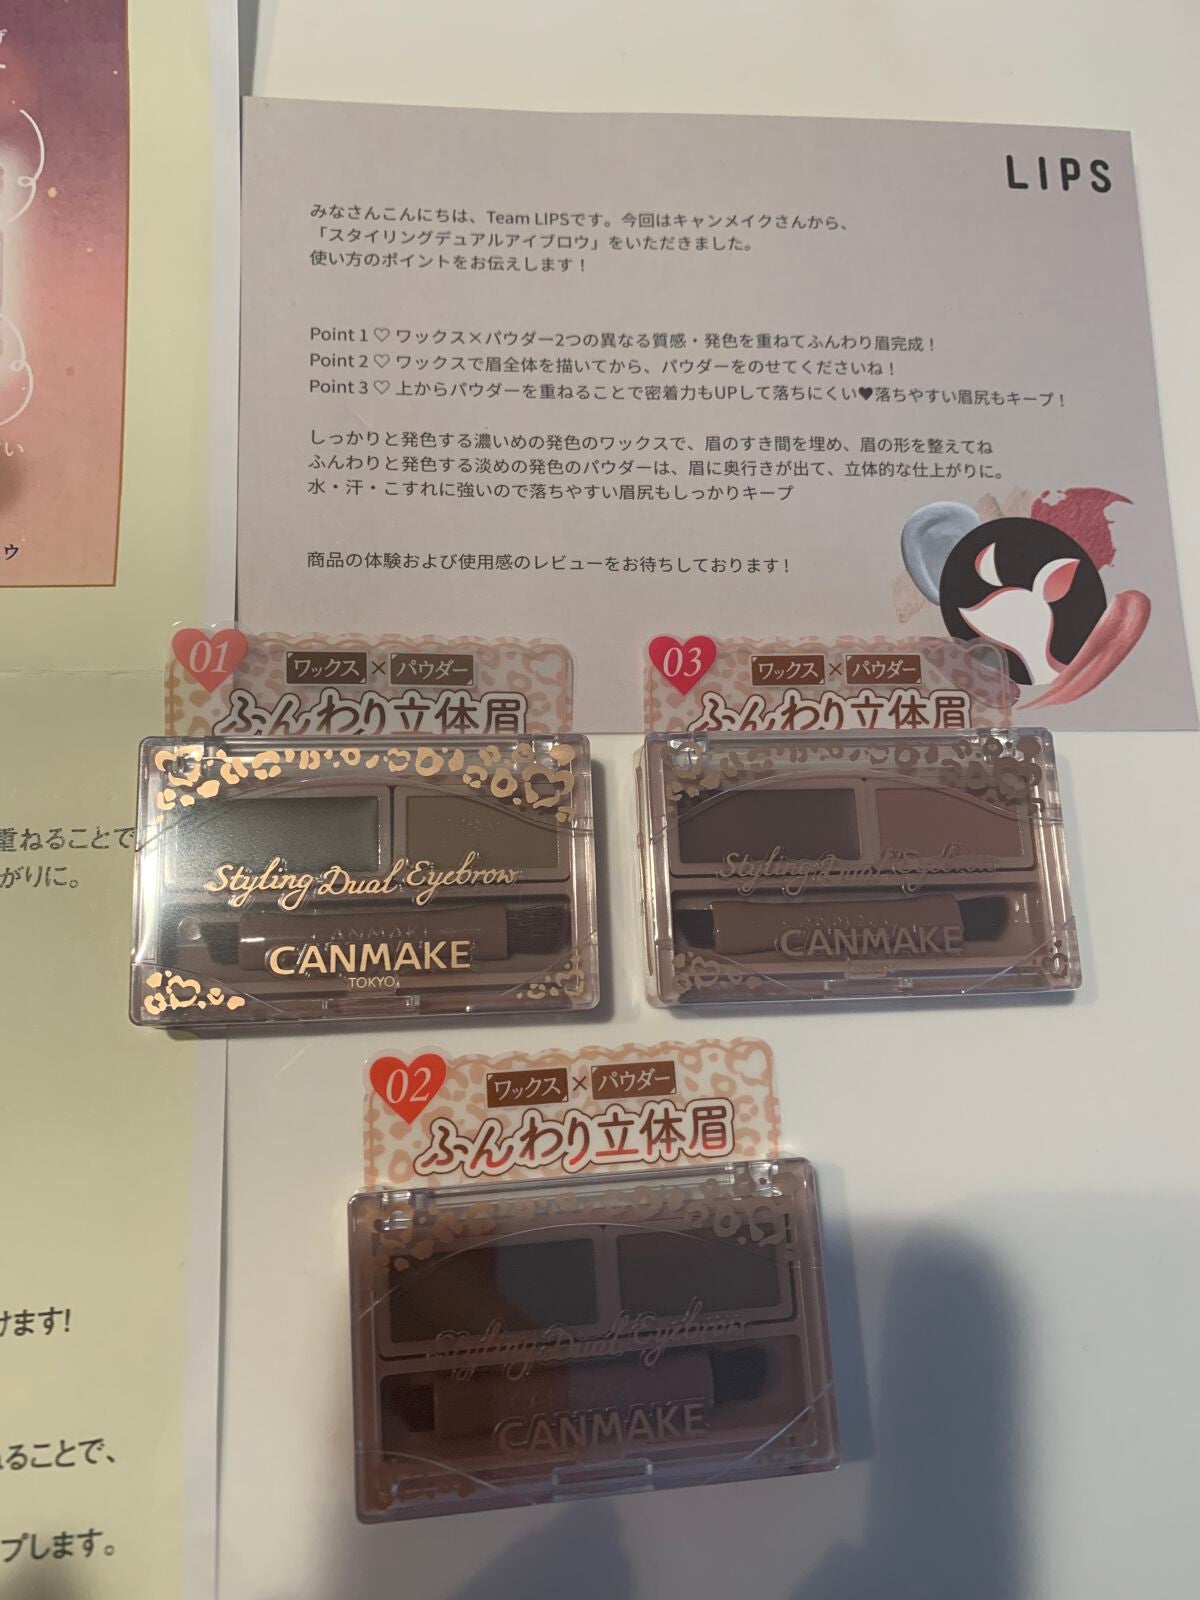 LIPS
みなさんこんにちは、Team LIPSです。今回はキャンメイクさんから、
「スタイリングデュアルアイブロウ」をいただきました。
使い方のポイントをお伝えします！
Point 1 ♡ ワックス×パウダー2つの異なる質感・発色を重ねてふんわり眉完成！
Point 2 ♡ ワックスで眉全体を描いてから、パウダーをのせてくださいね！
Point 3 ♡ 上からパウダーを重ねることで密着力もUPして落ちにくい♥落ちやすい眉尻もキープ！
しっかりと発色する濃いめの発色のワックスで、眉のすき間を埋め、眉の形を整えてね
ふんわりと発色する淡めの発色のパウダーは、眉に奥行きが出て、立体的な仕上がりに。
水・汗・こすれに強いので落ちやすい眉尻もしっかりキープ
商品の体験および使用感のレビューをお待ちしております！
ウ
重ねることで
がりに。
けます!
ねることで、
プします。
01
ワックス×パウダー
ふんわり立体眉
Styling Dual Eyebrow
CANMAKE
TOKYO
03
ワックス×パウダー
ふんわり立体眉
Styling Dual Eyebrow
CANMAKE
02
ワックス×パウダー
ふんわり立体眉
Styling Dual Eyebrow
CANMAKE